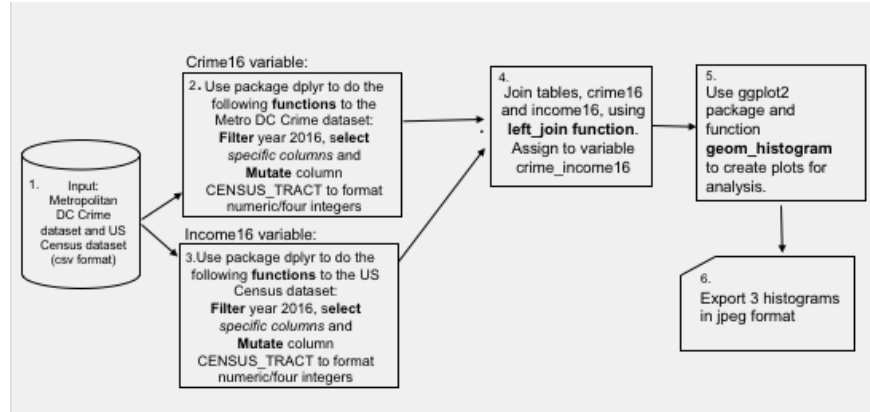 Crime16 variable:
2. Use package dplyr to do the
following functions to the
Metro DC Crime dataset:
Filter year 2016, select
specific columns and
Mutate column
CENSUS_TRACT to format
numeric/four integers
1. Input:
Metropolitan
DC Crime
dataset and US
Census dataset
(csv format)
Income16 variable:
3.Use package dplyr to do the
following functions to the US
Census dataset:
Filter year 2016, select
specific columns and
Mutate column
CENSUS_TRACT to format
numeric/four integers
4.
Join tables, crime16
and income16, using
left_join function.
Assign to variable
crime_income16
5.
Use ggplot2
package and
function
geom_histogram
to create plots for
analysis.
6.
Export 3 histograms
in jpeg format